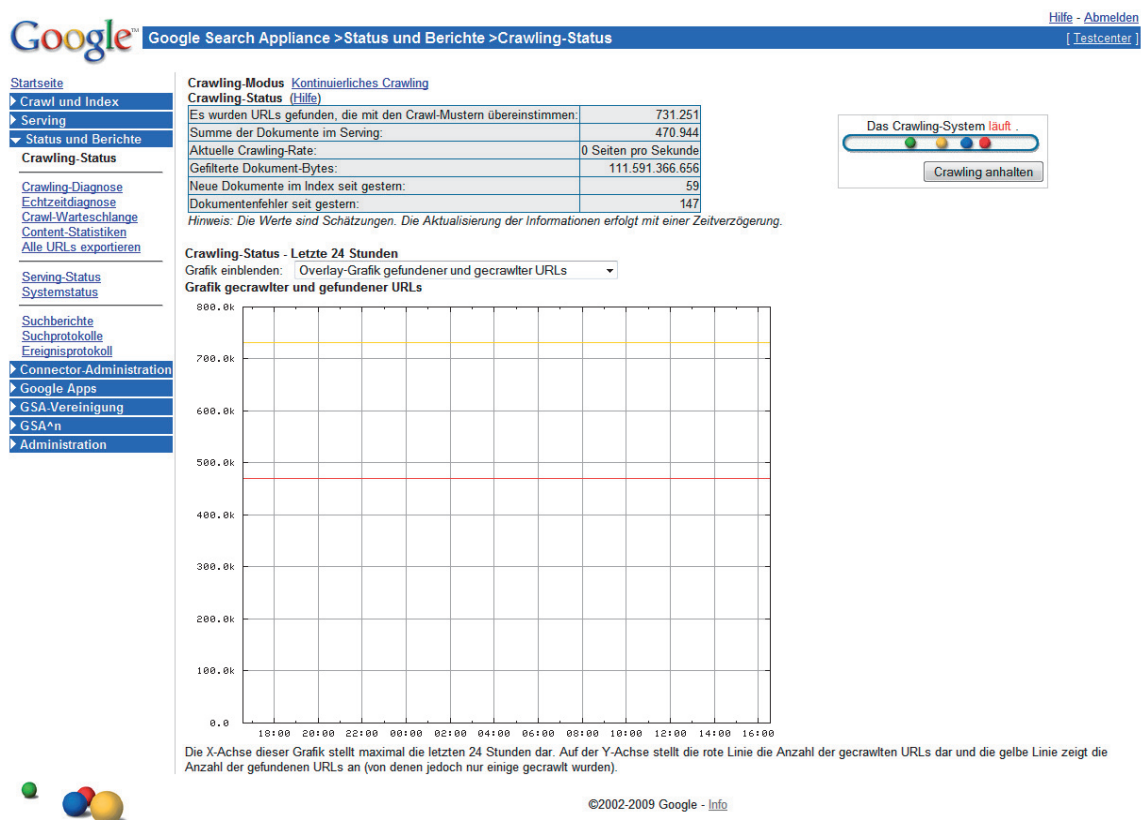 Hilfe - Abmelden
Google™
Google Search Appliance >Status und Berichte >Crawling-Status
[ Testcenter ]
Startseite
Crawl und Index
Serving
Status und Berichte
Crawling-Status
Crawling-Diagnose
Echtzeitdiagnose
Crawl-Warteschlange
Content-Statistiken
Alle URLs exportieren
Serving-Status
Systemstatus
Suchberichte
Suchprotokolle
Ereignisprotokoll
Connector-Administration
Google Apps
GSA-Vereinigung
GSA^n
Administration
Crawling-Modus Kontinuierliches Crawling
Crawling-Status (Hilfe)
Es wurden URLs gefunden, die mit den Crawl-Mustern übereinstimmen: 731.251
Summe der Dokumente im Serving: 470.944
Aktuelle Crawling-Rate: 0 Seiten pro Sekunde
Gefilterte Dokument-Bytes: 111.591.366.656
Neue Dokumente im Index seit gestern: 59
Dokumentenfehler seit gestern: 147
Hinweis: Die Werte sind Schätzungen. Die Aktualisierung der Informationen erfolgt mit einer Zeitverzögerung.
Das Crawling-System läuft .
Crawling anhalten
Crawling-Status - Letzte 24 Stunden
Grafik einblenden: Overlay-Grafik gefundener und gecrawlter URLs
Grafik gecrawlter und gefundener URLs
800.0k
700.0k
600.0k
500.0k
400.0k
300.0k
200.0k
100.0k
0.0
18:00 20:00 22:00 00:00 02:00 04:00 06:00 08:00 10:00 12:00 14:00 16:00
Die X-Achse dieser Grafik stellt maximal die letzten 24 Stunden dar. Auf der Y-Achse stellt die rote Linie die Anzahl der gecrawlten URLs dar und die gelbe Linie zeigt die
Anzahl der gefundenen URLs an (von denen jedoch nur einige gecrawlt wurden).
©2002-2009 Google - Info